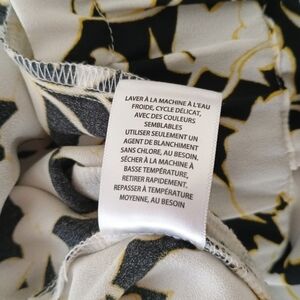 LAVER À LA MACHINE À L'EAU
FROIDE, CYCLE DÉLICAT,
AVEC DES COULEURS
SEMBLABLES
UTILISER SEULEMENT UN
AGENT DE BLANCHIMENT
SANS CHLORE, AU BESOIN,
SÉCHER À LA MACHINE À
BASSE TEMPÉRATURE,
RETIRER RAPIDEMENT.
REPASSER À TEMPÉRATURE
MOYENNE, AU BESOIN